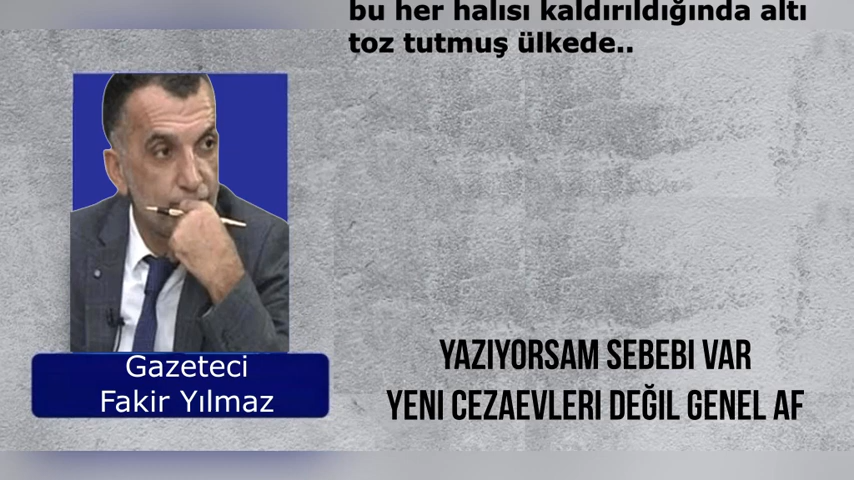 bu her halısı kaldırıldığında altı
toz tutmuş ülkede..
Gazeteci
Fakir Yılmaz
YAZIYORSAM SEBEBI VAR
YENI CEZAEVLERI DEĞIL GENEL AF